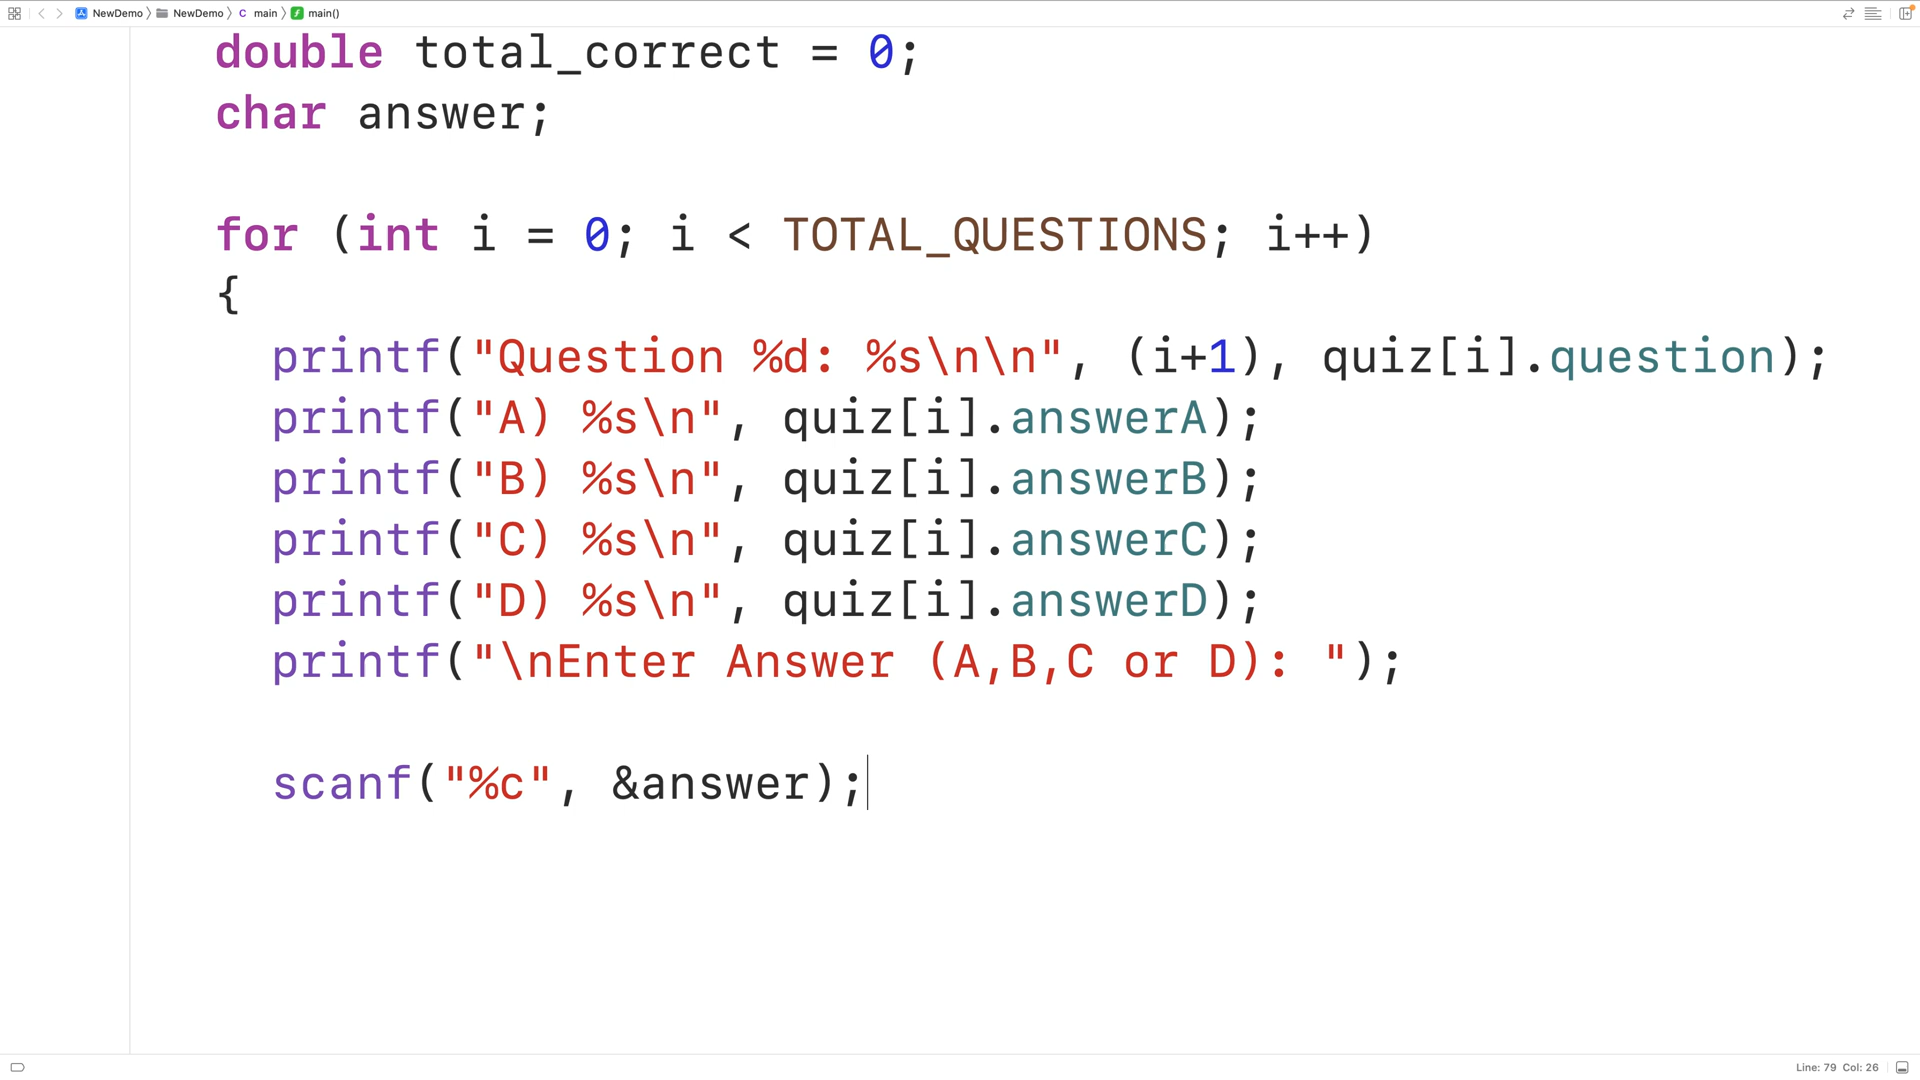 NewDemo 〉 NewDemo 〉 C main 〉 f main()
double total_correct = 0;
char answer;
for (int i = 0; i < TOTAL_QUESTIONS; i++)
{
printf("Question %d: %s\n\n", (i+1), quiz[i].question);
printf("A) %s\n", quiz[i].answerA);
printf("B) %s\n", quiz[i].answerB);
printf("C) %s\n", quiz[i].answerC);
printf("D) %s\n", quiz[i].answerD);
printf("\nEnter Answer (A,B,C or D): ");
scanf("%c", &answer);
Line: 79 Col: 26